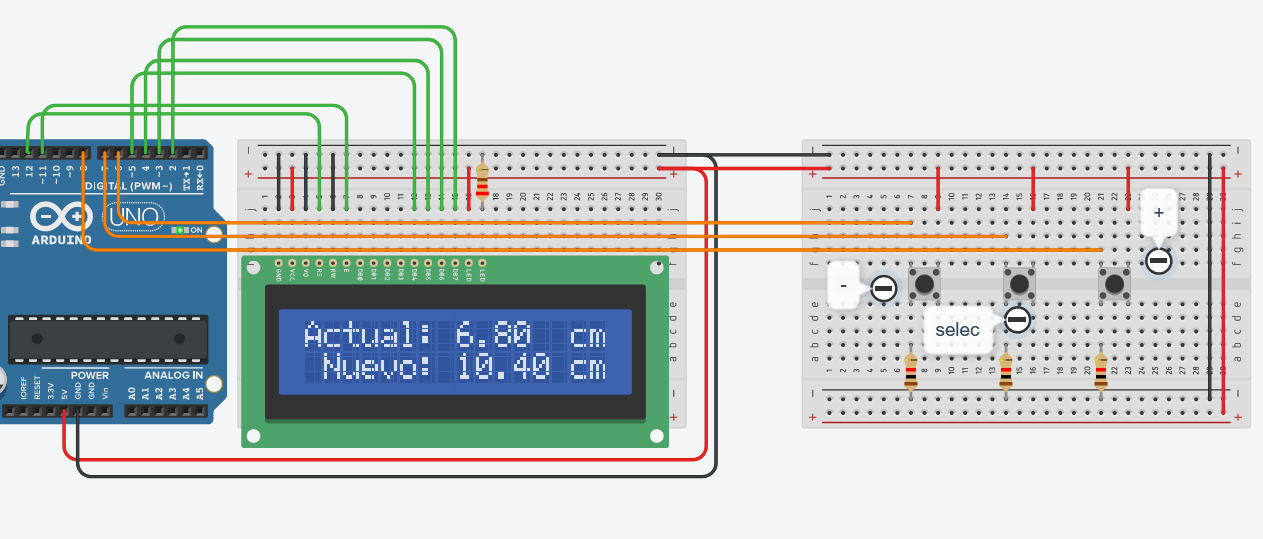 GND
13
12
~11
~10
~9
8
7
~6
~5
4
~3
2
TX→1
RX←0
DIGITAL (PWM~)
UNO
ARDUINO
ON
IOREF
RESET
3.3V
5V
GND
GND
Vin
POWER
ANALOG IN
A0
A1
A2
A3
A4
A5
GND
VCC
VO
RS
RW
E
DB0
DB1
DB2
DB3
DB4
DB5
DB6
DB7
LED
LED
Actual: 6.80 cm
Nuevo: 10.40 cm
-
selec
+